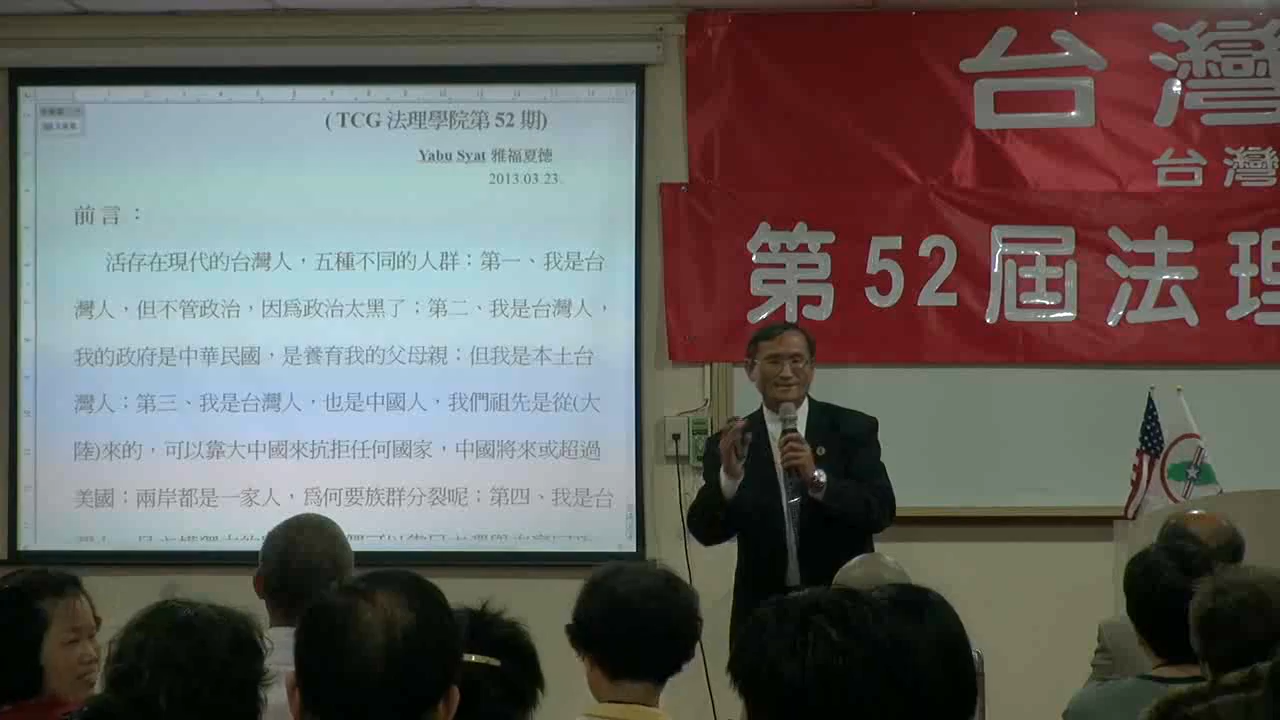 (TCG 法理學院第 52 期)
Yabu Syat 雅福夏德
2013.03.23.
前言：
活存在現代的台灣人，五種不同的人群：第一、我是台
灣人，但不管政治，因爲政治太黑了；第二、我是台灣人，
我的政府是中華民國，是養育我的父母親；但我是本土台
灣人；第三、我是台灣人，也是中國人，我們祖先是從(大
陸)來的，可以靠大中國來抗拒任何國家，中國將來或超過
美國；兩岸都是一家人，爲何要族群分裂呢；第四、我是台
台灣
台灣
第52屆法理